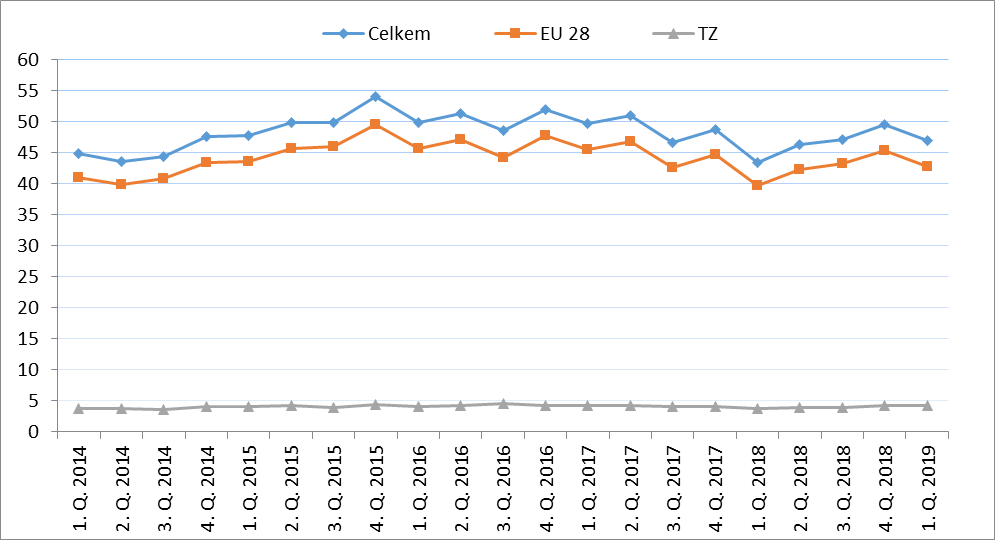 Celkem EU 28 TZ
60
55
50
45
40
35
30
25
20
15
10
5
0
1. Q. 2014
2. Q. 2014
3. Q. 2014
4. Q. 2014
1. Q. 2015
2. Q. 2015
3. Q. 2015
4. Q. 2015
1. Q. 2016
2. Q. 2016
3. Q. 2016
4. Q. 2016
1. Q. 2017
2. Q. 2017
3. Q. 2017
4. Q. 2017
1. Q. 2018
2. Q. 2018
3. Q. 2018
4. Q. 2018
1. Q. 2019